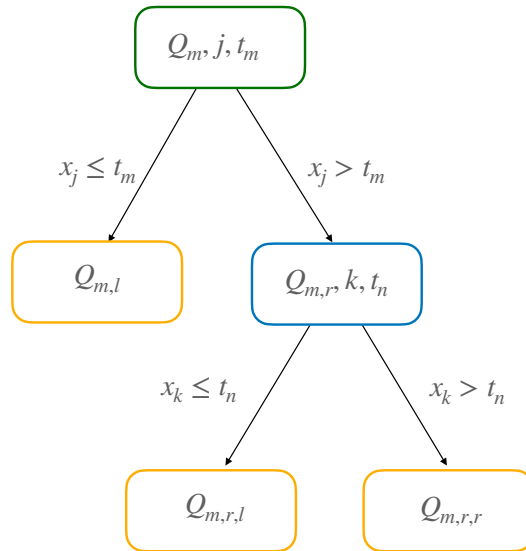 Q_m, j, t_m
x_j ≤ t_m
x_j > t_m
Q_{m,l}
Q_{m,r}, k, t_n
x_k ≤ t_n
x_k > t_n
Q_{m,r,l}
Q_{m,r,r}